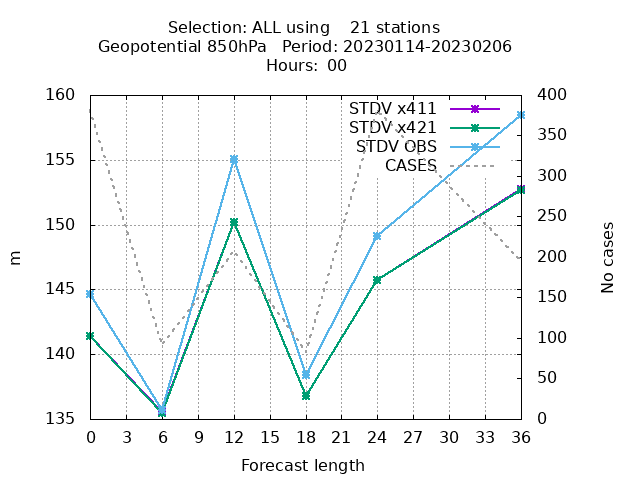 Selection: ALL using    21 stations
Geopotential 850hPa   Period: 20230114-20230206
Hours:  00
STDV x411
STDV x421
STDV OBS
CASES
160
155
150
145
140
135
m
400
350
300
250
200
150
100
50
0
No cases
0 3 6 9 12 15 18 21 24 27 30 33 36
Forecast length